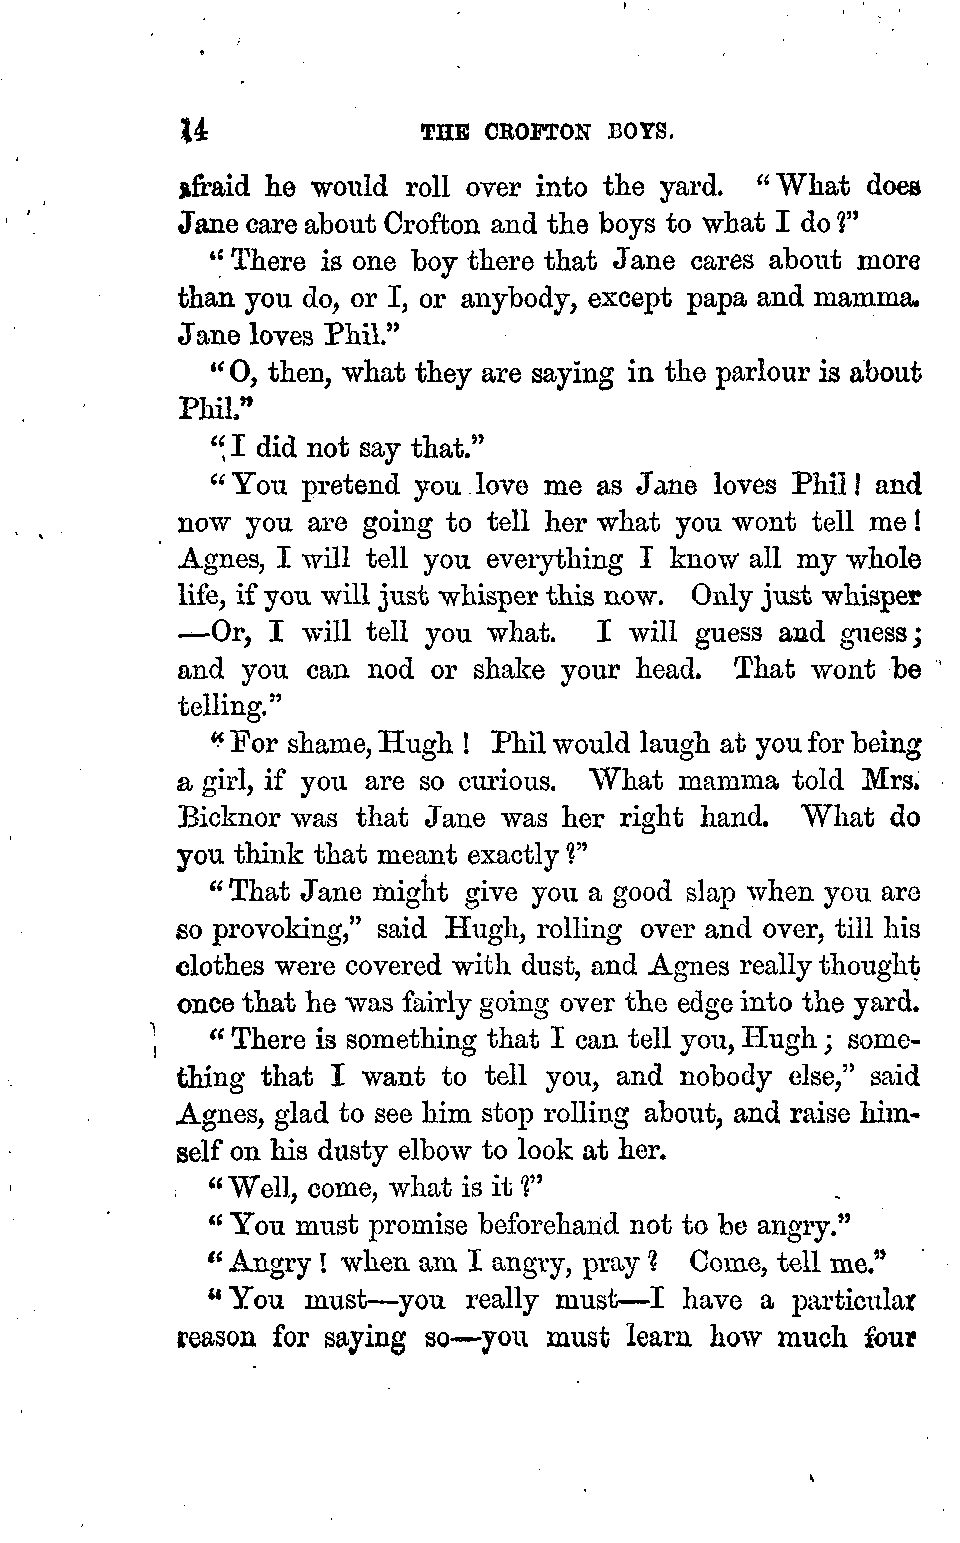 14 THE CROFTON BOYS.
afraid he would roll over into the yard. "What does
Jane care about Crofton and the boys to what I do?"
"There is one boy there that Jane cares about more
than you do, or I, or anybody, except papa and mamma.
Jane loves Phil."
"O, then, what they are saying in the parlour is about
Phil."
"I did not say that."
"You pretend you love me as Jane loves Phil! and
now you are going to tell her what you wont tell me!
Agnes, I will tell you everything I know all my whole
life, if you will just whisper this now. Only just whisper
—Or, I will tell you what. I will guess and guess;
and you can nod or shake your head. That wont be
telling."
"For shame, Hugh! Phil would laugh at you for being
a girl, if you are so curious. What mamma told Mrs.
Bicknor was that Jane was her right hand. What do
you think that meant exactly?"
"That Jane might give you a good slap when you are
so provoking," said Hugh, rolling over and over, till his
clothes were covered with dust, and Agnes really thought
once that he was fairly going over the edge into the yard.
"There is something that I can tell you, Hugh; some-
thing that I want to tell you, and nobody else," said
Agnes, glad to see him stop rolling about, and raise him-
self on his dusty elbow to look at her.
"Well, come, what is it?"
"You must promise beforehand not to be angry."
"Angry! when am I angry, pray? Come, tell me."
"You must—you really must—I have a particular
reason for saying so—you must learn how much four